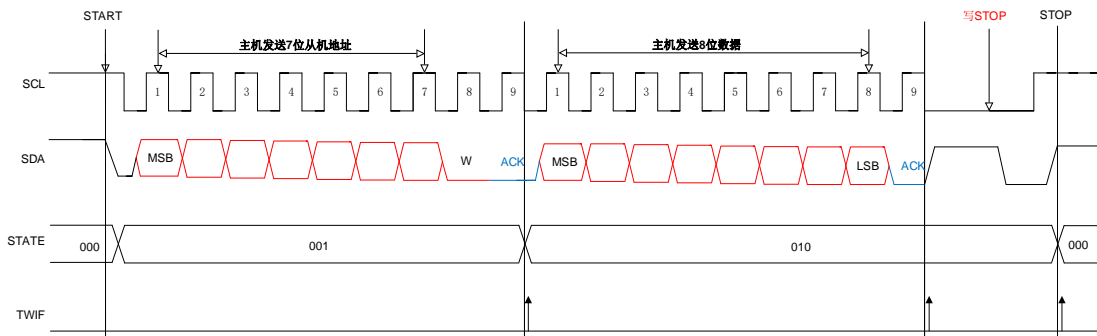 START
写STOP
STOP
主机发送7位从机地址
主机发送8位数据
SCL
1 2 3 4 5 6 7 8 9 1 2 3 4 5 6 7 8 9
SDA
MSB W ACK MSB LSB ACK
STATE
000 001 010 000
TWIF